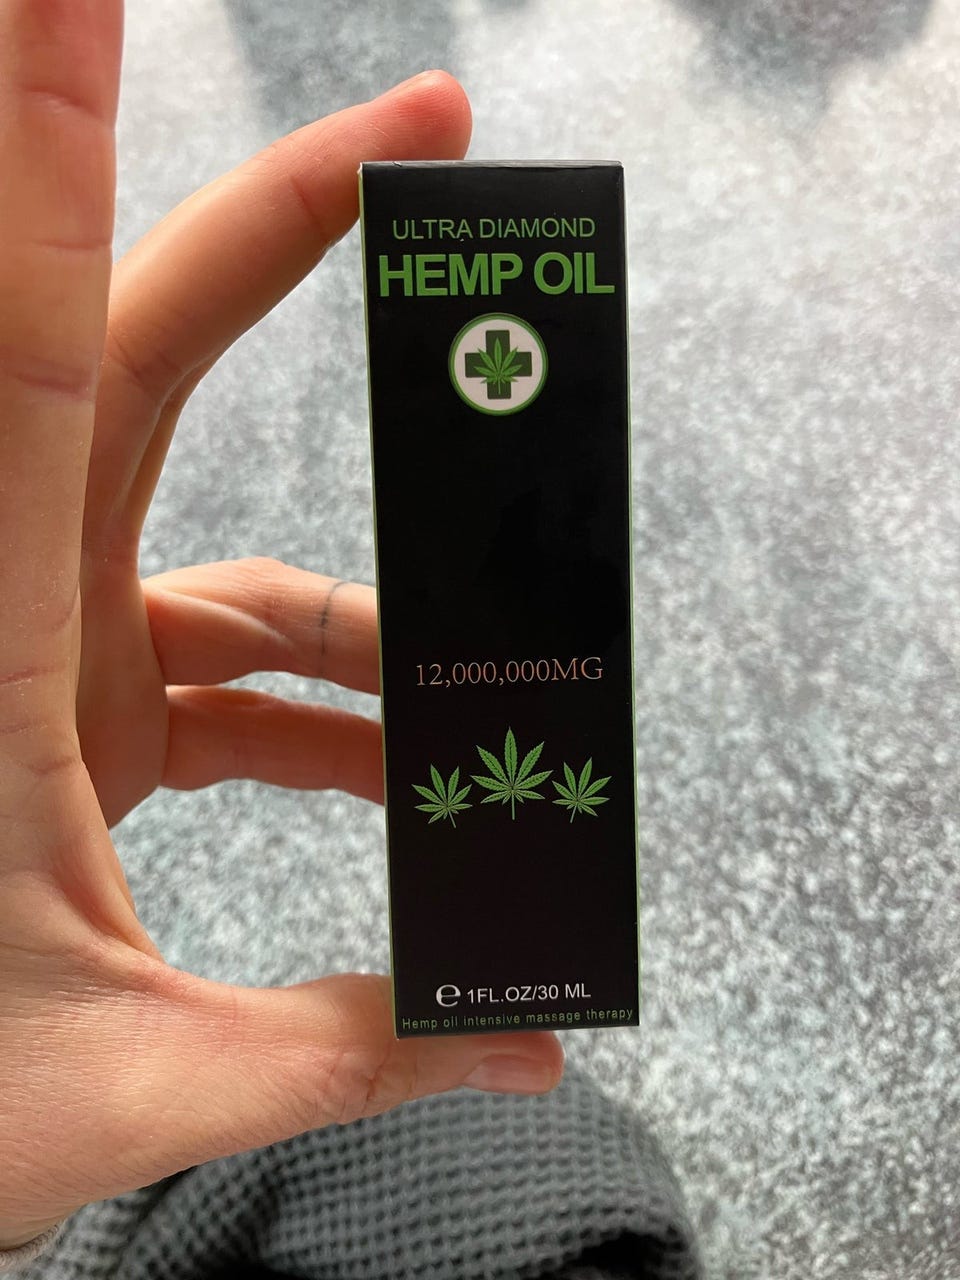 ULTRA DIAMOND
HEMP OIL
12,000,000MG
℮ 1FL.OZ/30 ML
Hemp oil intensive massage therapy